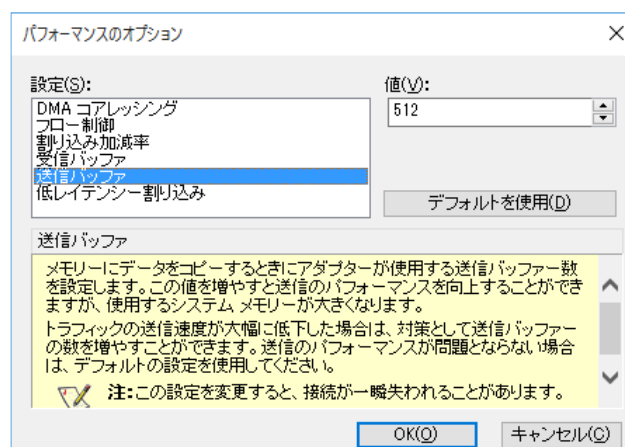 パフォーマンスのオプション
設定(S):
値(V):
DMA コアレッシング
フロー制御
割り込み加減率
受信バッファ
送信バッファ
低レイテンシー割り込み
512
デフォルトを使用(D)
送信バッファ
メモリーにデータをコピーするときにアダプターが使用する送信バッファー数
を設定します。この値を増やすと送信のパフォーマンスを向上することができ
ますが、使用するシステム メモリーが大きくなります。
トラフィックの送信速度が大幅に低下した場合は、対策として送信バッファー
の数を増やすことができます。送信のパフォーマンスが問題とならない場合
は、デフォルトの設定を使用してください。
注:この設定を変更すると、接続が一瞬失われることがあります。
OK(O)
キャンセル(C)